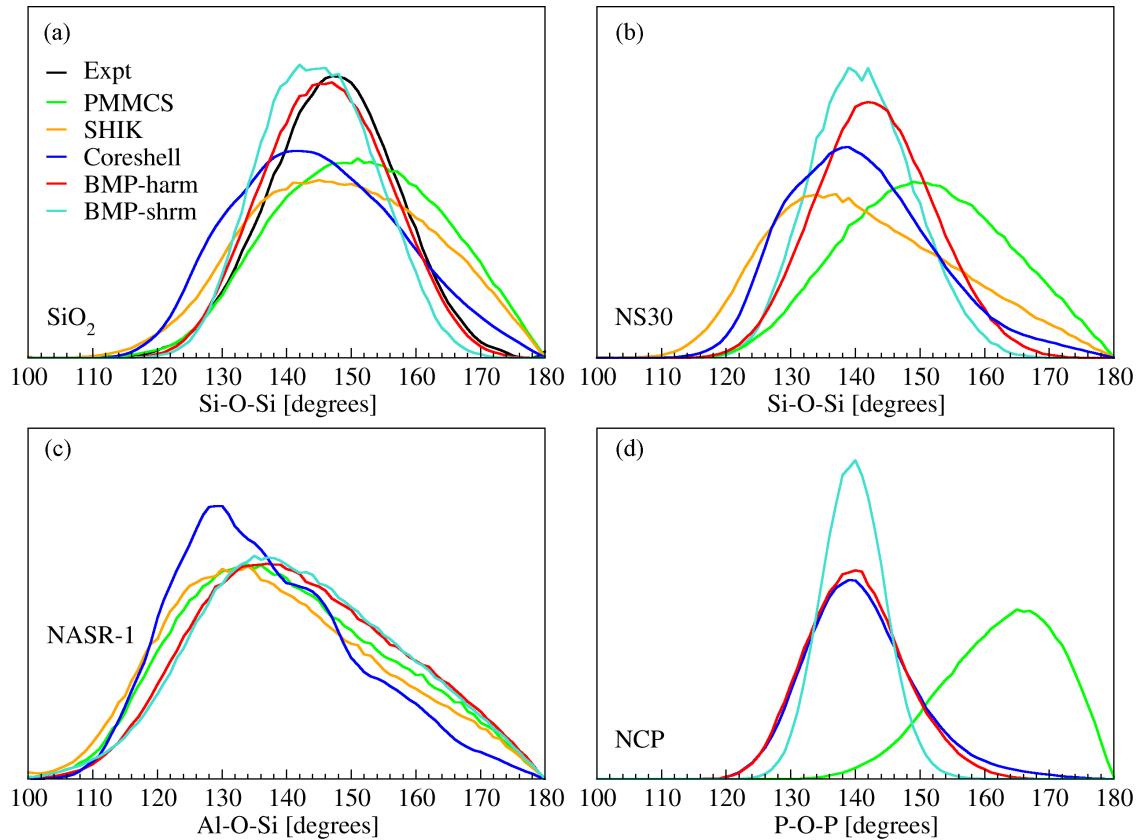 (a)
Expt
PMMCS
SHIK
Coreshell
BMP-harm
BMP-shrm
SiO2
100 110 120 130 140 150 160 170 180
Si-O-Si [degrees]
(b)
NS30
100 110 120 130 140 150 160 170 180
Si-O-Si [degrees]
(c)
NASR-1
100 110 120 130 140 150 160 170 180
Al-O-Si [degrees]
(d)
NCP
100 110 120 130 140 150 160 170 180
P-O-P [degrees]